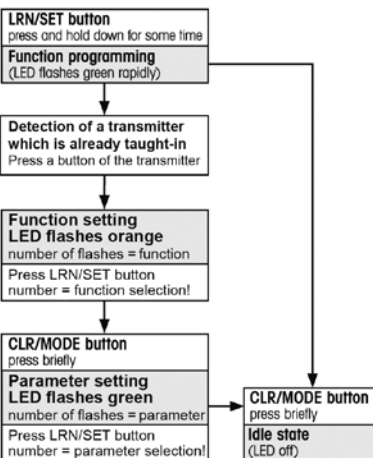 LRN/SET button
press and hold down for some time
Function programming
(LED flashes green rapidly)
Detection of a transmitter
which is already taught-in
Press a button of the transmitter
Function setting
LED flashes orange
number of flashes = function
Press LRN/SET button
number = function selection!
CLR/MODE button
press briefly
Parameter setting
LED flashes green
number of flashes = parameter
Press LRN/SET button
number = parameter selection!
CLR/MODE button
press briefly
Idle state
(LED off)